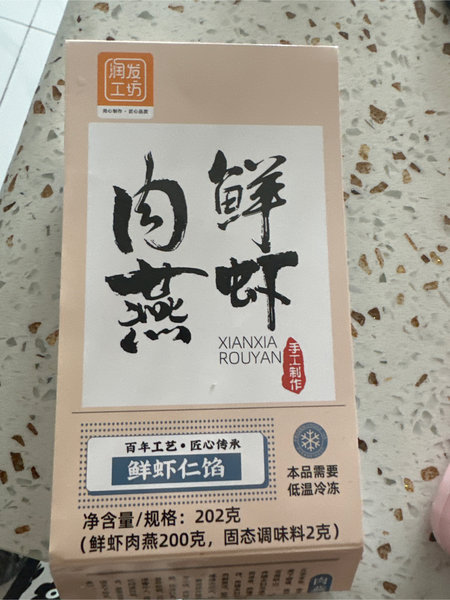 润发
工坊
鲜虾
肉燕
XIANXIA
ROUYAN
手工制作
百年工艺·匠心传承
鲜虾仁馅
本品需要
低温冷冻
净含量/规格：202克
(鲜虾肉燕200克，固态调味料2克)